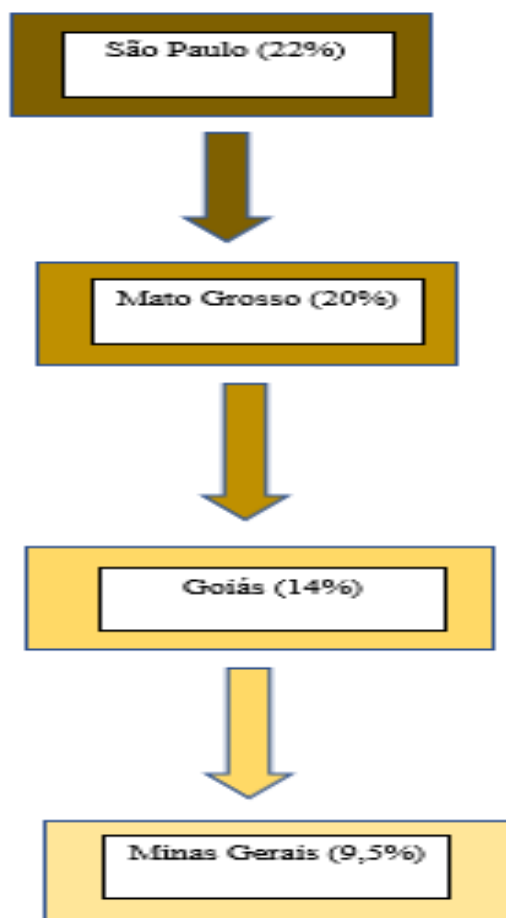 São Paulo (22%)
Mato Grosso (20%)
Goiás (14%)
Minas Gerais (9,5%)